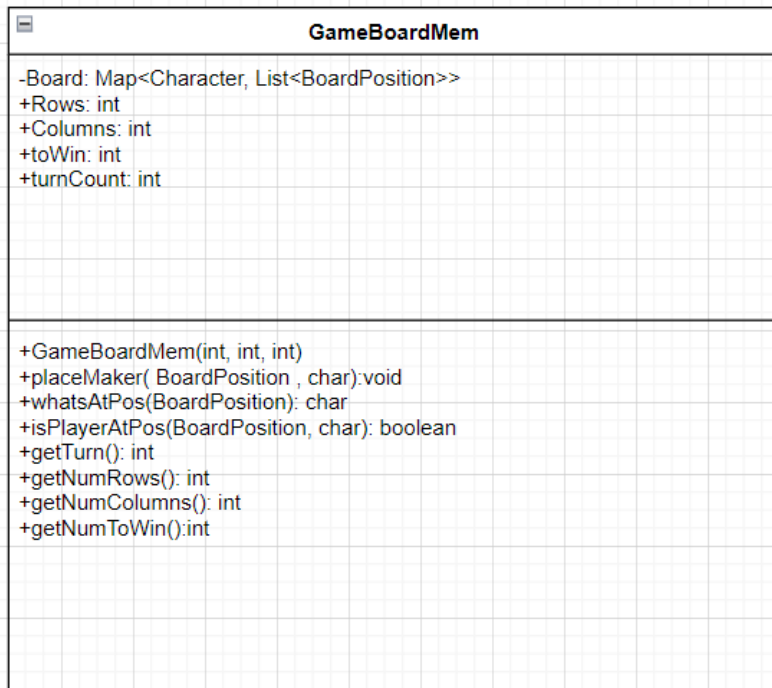 GameBoardMem
-Board: Map<Character, List<BoardPosition>>
+Rows: int
+Columns: int
+toWin: int
+turnCount: int
+GameBoardMem(int, int, int)
+placeMaker( BoardPosition , char):void
+whatsAtPos(BoardPosition): char
+isPlayerAtPos(BoardPosition, char): boolean
+getTurn(): int
+getNumRows(): int
+getNumColumns(): int
+getNumToWin():int